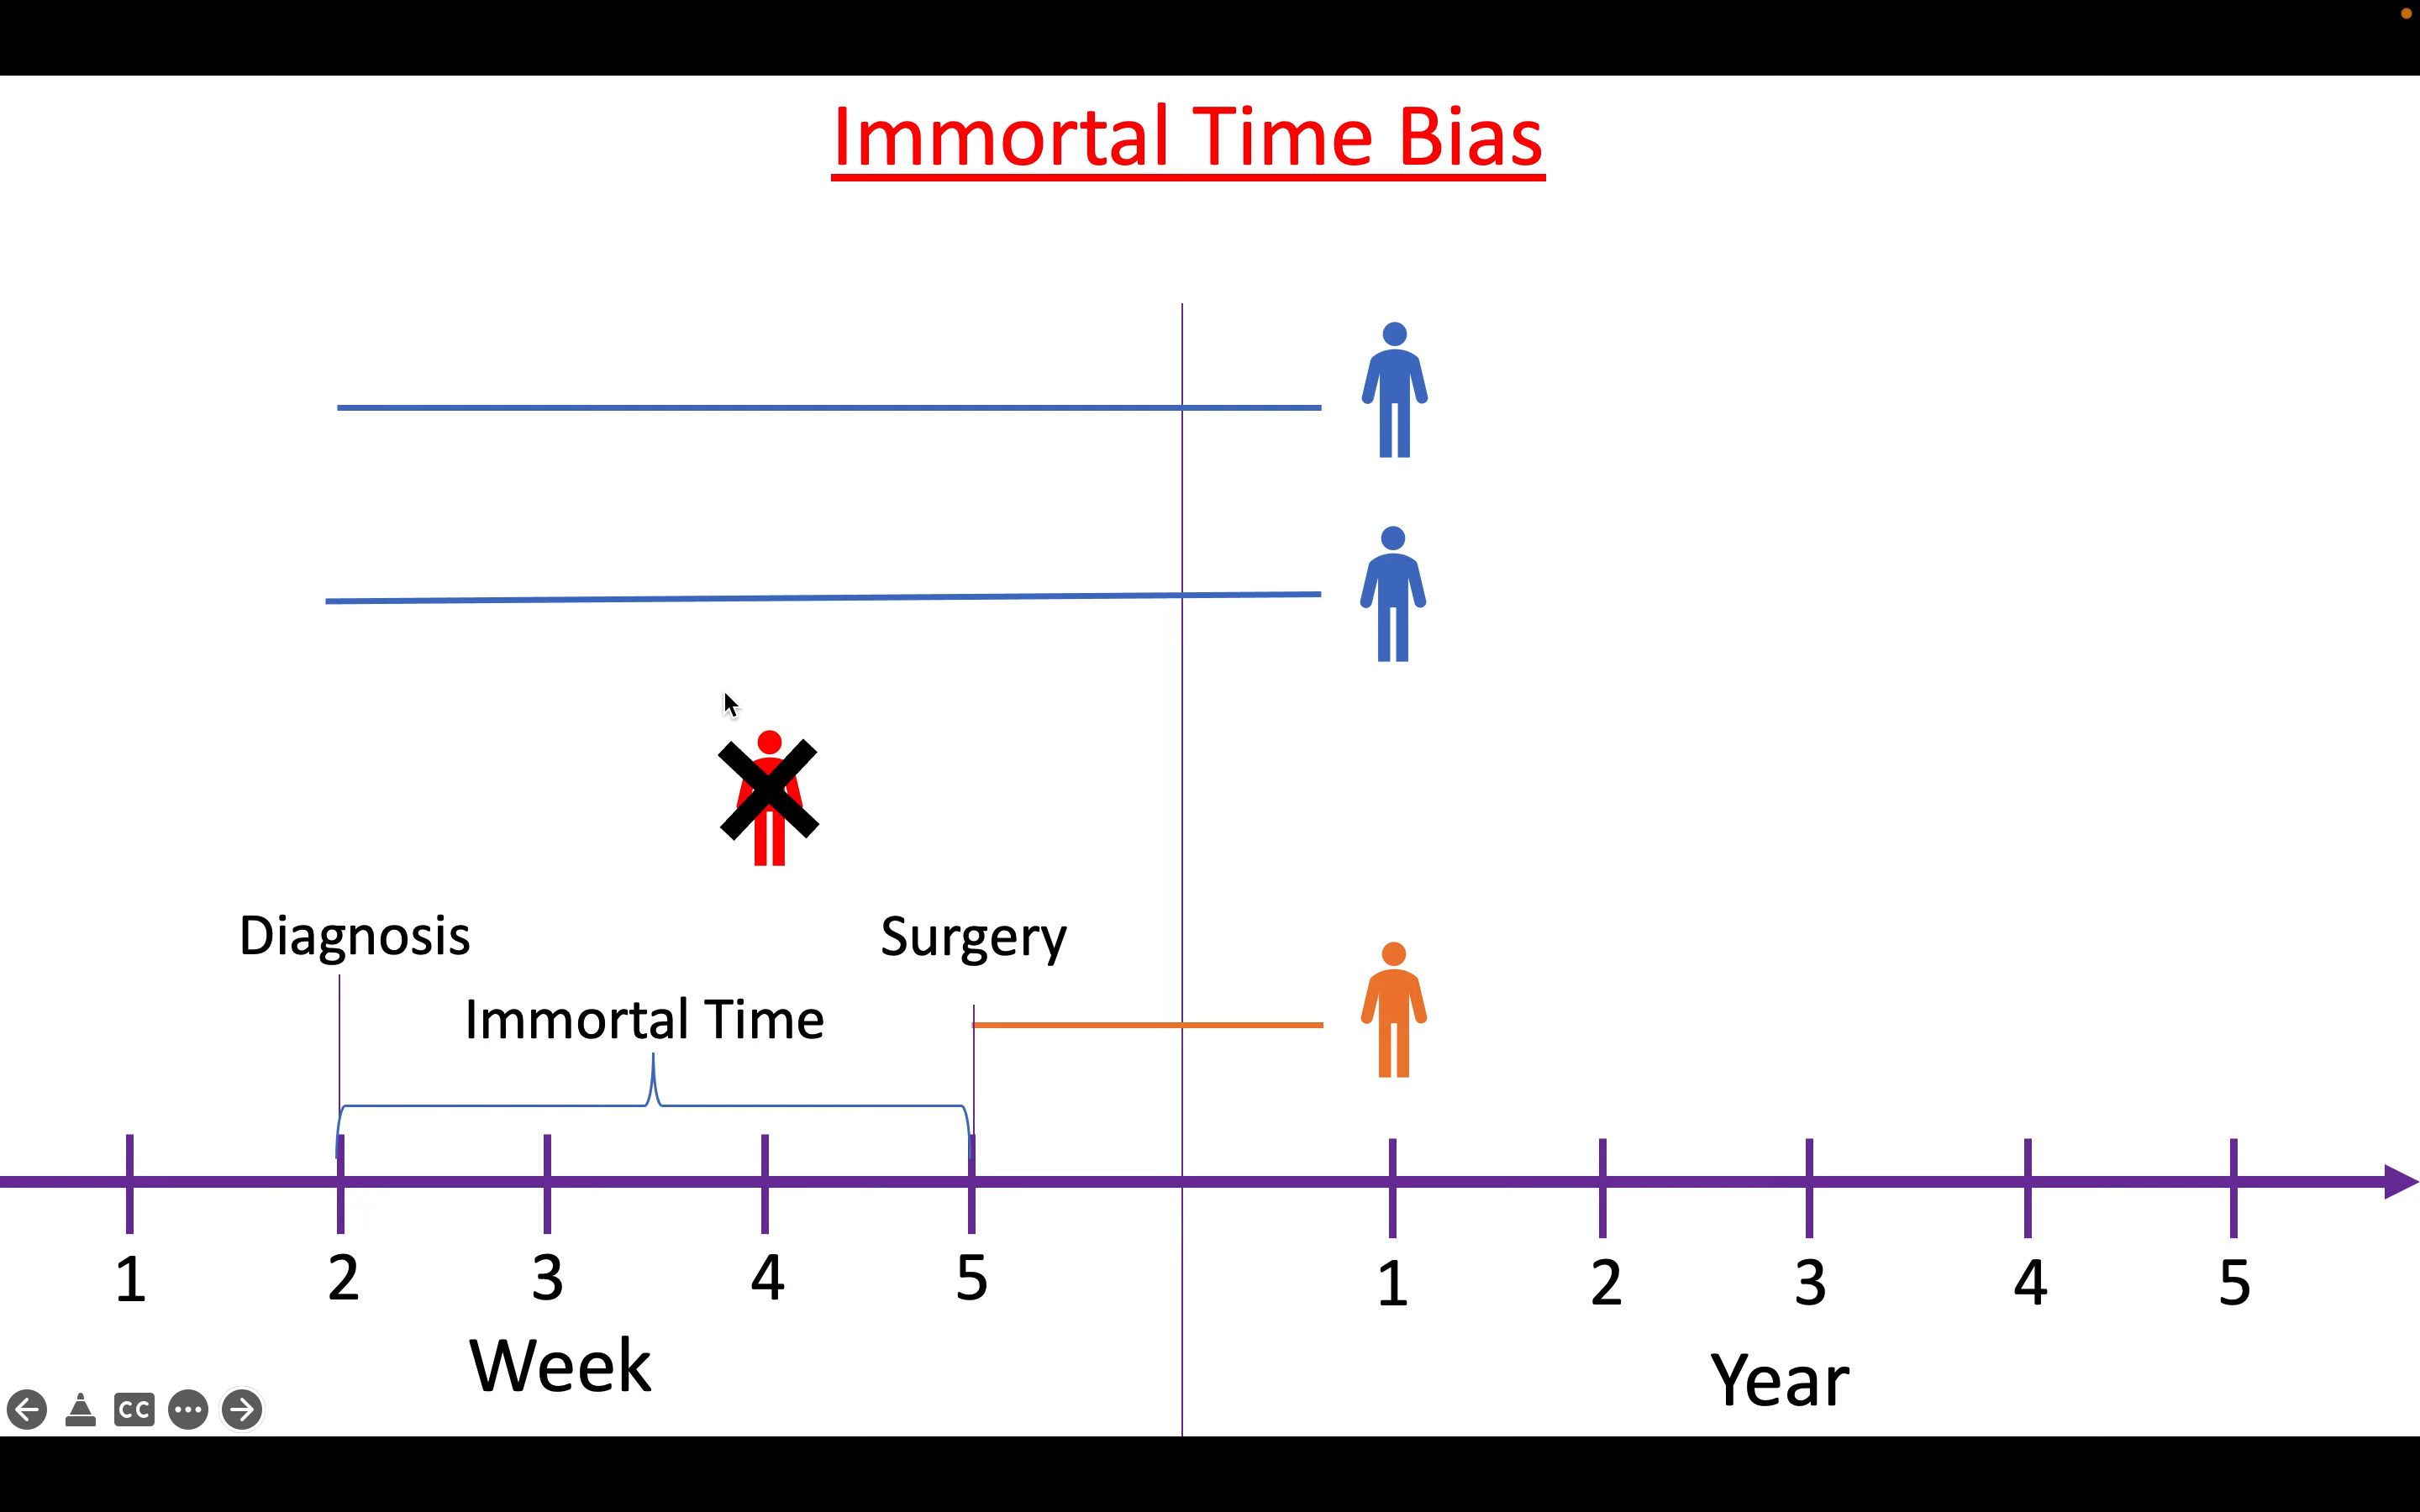 Immortal Time Bias
Diagnosis
Surgery
Immortal Time
1 2 3 4 5 1 2 3 4 5
Week
Year
CC